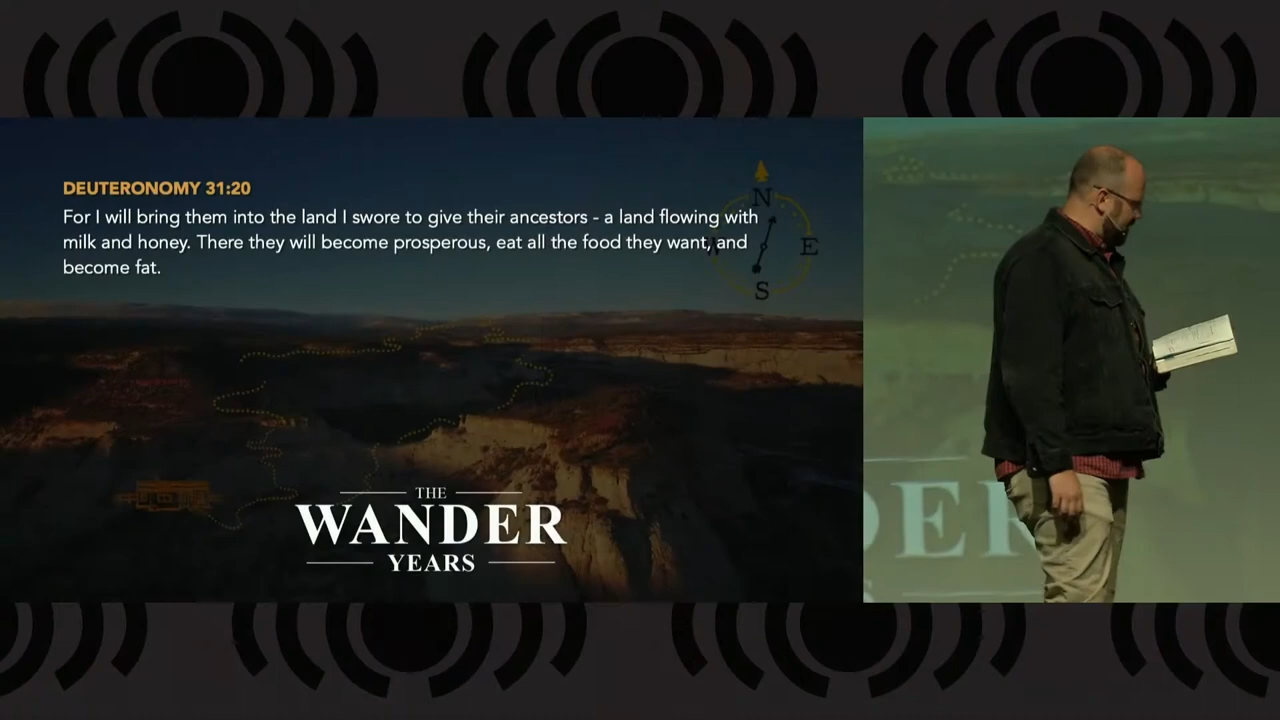 DEUTERONOMY 31:20
For I will bring them into the land I swore to give their ancestors - a land flowing with
milk and honey. There they will become prosperous, eat all the food they want, and
become fat.
N
W E
S
THE
WANDER
YEARS
DER
S